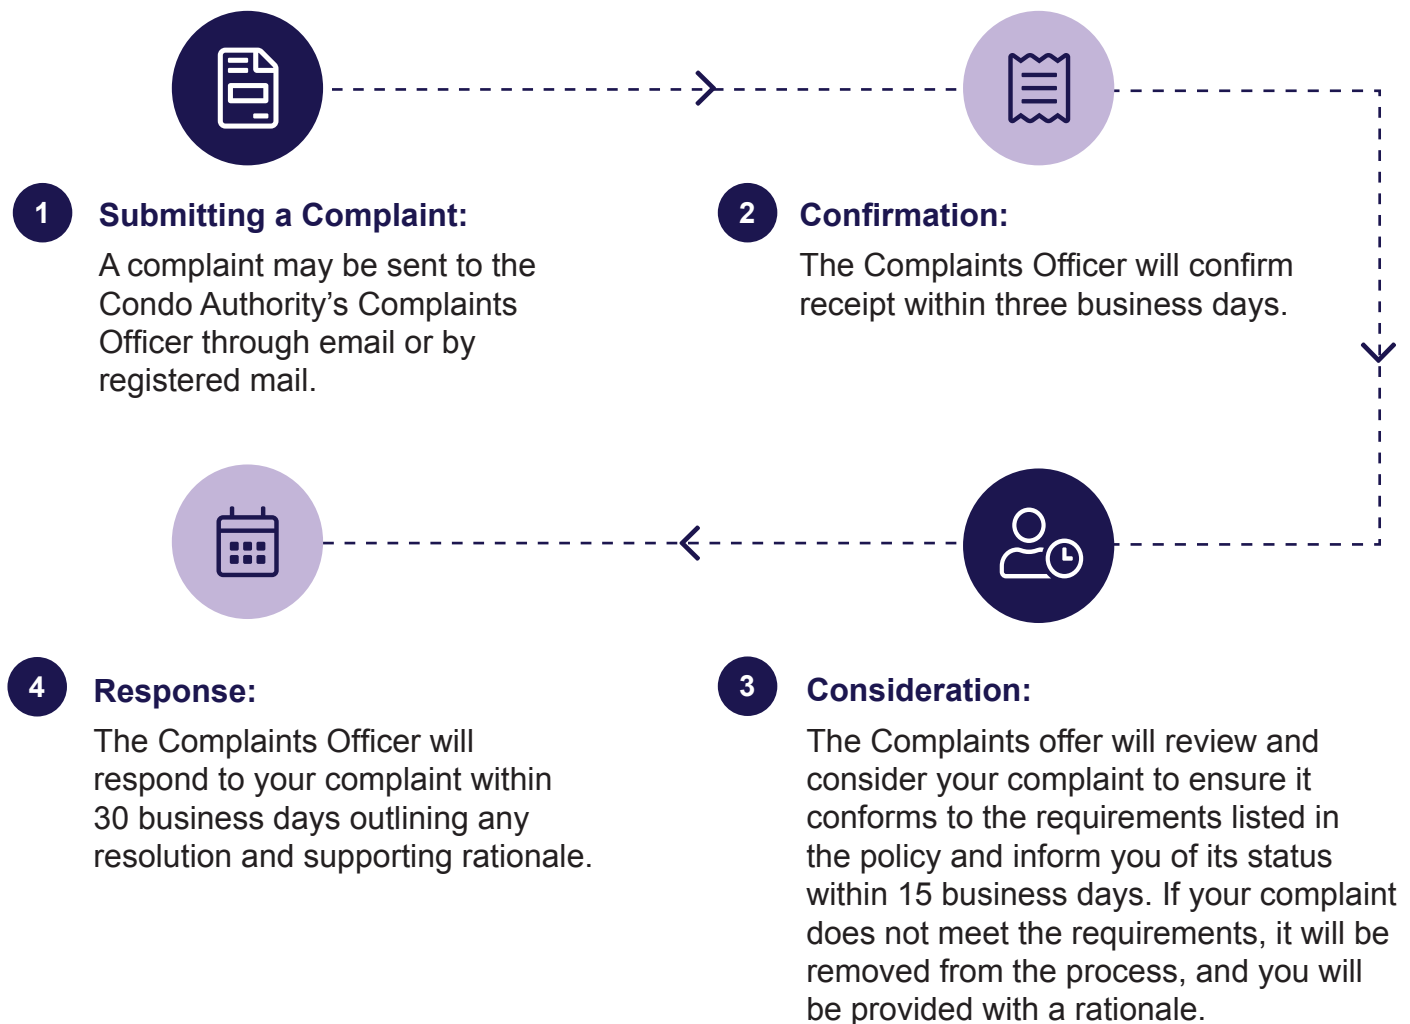 1
Submitting a Complaint:
A complaint may be sent to the
Condo Authority’s Complaints
Officer through email or by
registered mail.
2
Confirmation:
The Complaints Officer will confirm
receipt within three business days.
3
Consideration:
The Complaints offer will review and
consider your complaint to ensure it
conforms to the requirements listed in
the policy and inform you of its status
within 15 business days. If your complaint
does not meet the requirements, it will be
removed from the process, and you will
be provided with a rationale.
4
Response:
The Complaints Officer will
respond to your complaint within
30 business days outlining any
resolution and supporting rationale.